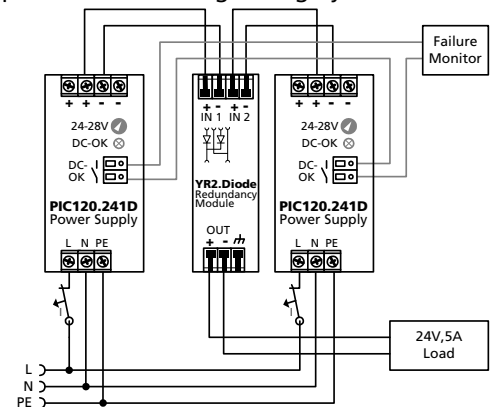 Failure
Monitor
+ + - -
24-28V
DC-OK
DC-
OK
PIC120.241D
Power Supply
L N PE
+ - + -
IN 1 IN 2
YR2.Diode
Redundancy
Module
OUT
+ -
+ + - -
24-28V
DC-OK
DC-
OK
PIC120.241D
Power Supply
L N PE
I
I
24V,5A
Load
L
N
PE